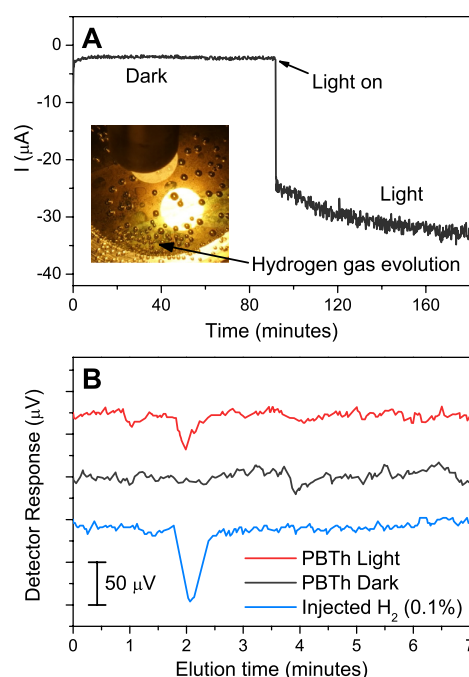 A
0
-10
-20
-30
-40
I (μA)
Dark
Light on
Light
Hydrogen gas evolution
0 40 80 120 160
Time (minutes)
B
Detector Response (μV)
50 μV
PBTh Light
PBTh Dark
Injected H₂ (0.1%)
0 1 2 3 4 5 6 7
Elution time (minutes)